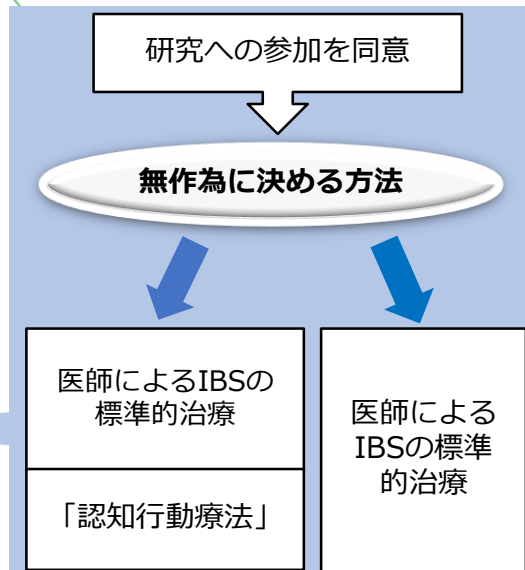 研究への参加を同意
無作為に決める方法
医師によるIBSの
標準的治療
「認知行動療法」
医師による
IBSの標準
的治療